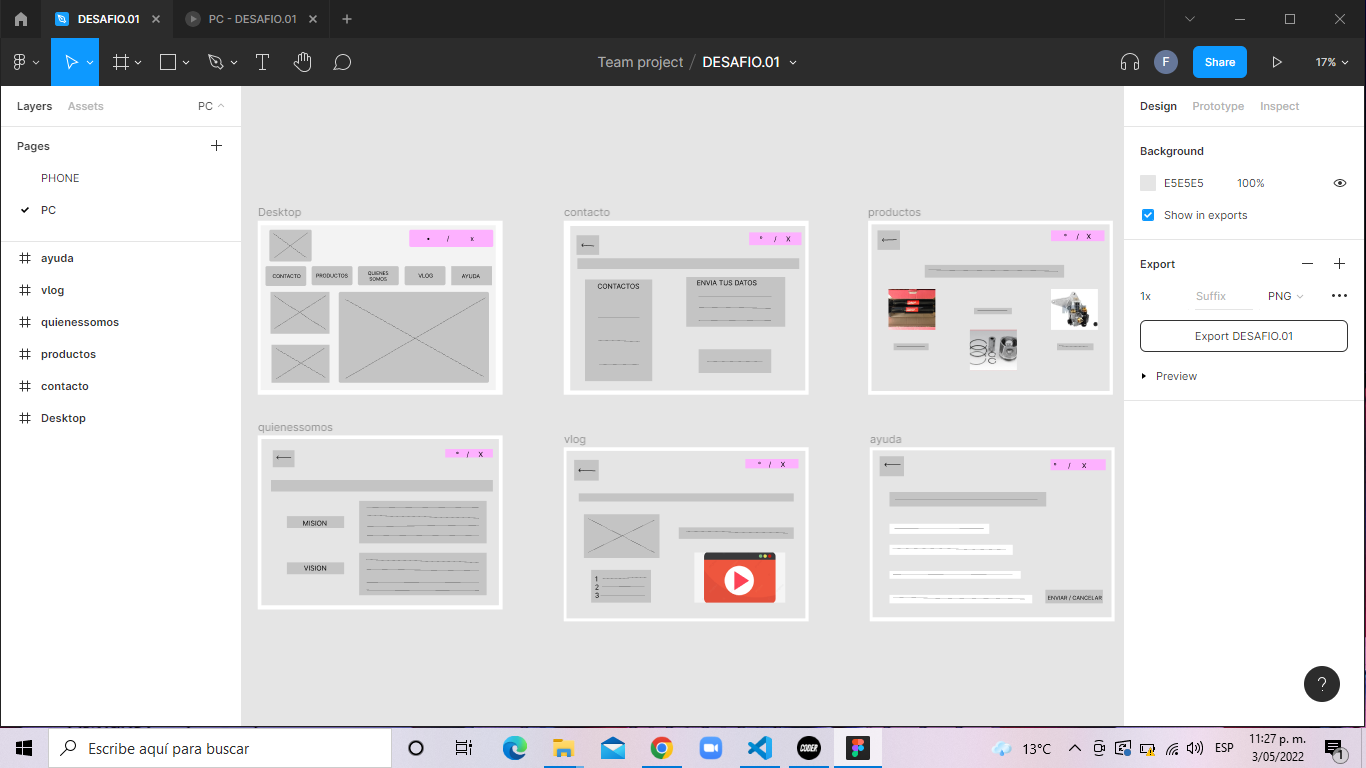 DESAFIO.01
PC - DESAFIO.01
Team project / DESAFIO.01
F
Share
17%
Layers
Assets
PC
Pages
PHONE
PC
ayuda
vlog
quienessomos
productos
contacto
Desktop
Desktop
• / x
CONTACTO
PRODUCTOS
QUIENES
SOMOS
VLOG
AYUDA
contacto
* / X
CONTACTOS
ENVIA TUS DATOS
productos
* / X
quienessomos
* / X
MISION
VISION
vlog
* / X
1
2
3
ayuda
* / X
ENVIAR / CANCELAR
Design
Prototype
Inspect
Background
E5E5E5
100%
Show in exports
Export
1x
Suffix
PNG
Export DESAFIO.01
Preview
?
Escribe aquí para buscar
CODER
13°C
ESP
11:27 p. m.
3/05/2022
1